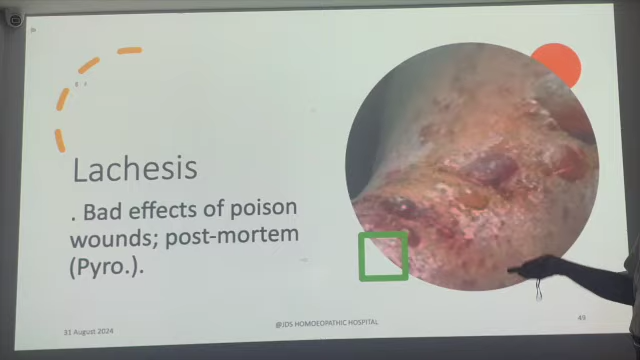 Lachesis
. Bad effects of poison
wounds; post-mortem
(Pyro.).
31 August 2024
@JDS HOMOEOPATHIC HOSPITAL
49